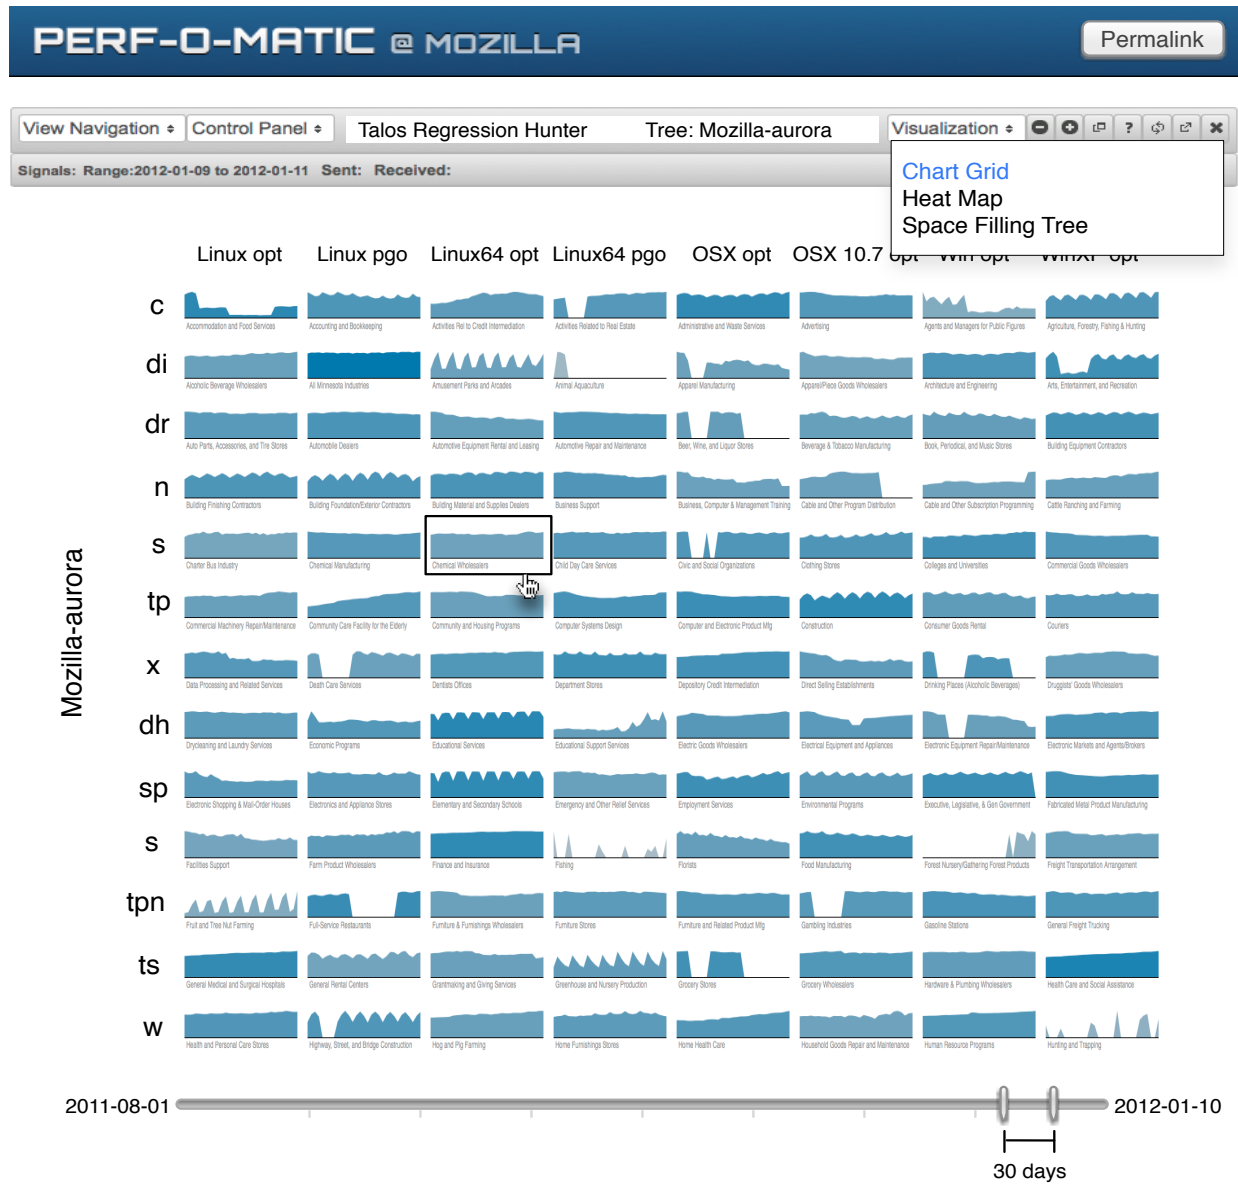 PERF-O-MATIC @ MOZILLA
Permalink
View Navigation
Control Panel
Talos Regression Hunter
Tree: Mozilla-aurora
Visualization
?
Signals: Range:2012-01-09 to 2012-01-11 Sent: Received:
Chart Grid
Heat Map
Space Filling Tree
Linux opt Linux pgo Linux64 opt Linux64 pgo OSX opt OSX 10.7 opt Win opt WinXP opt
Mozilla-aurora
c
Accommodation and Food Services Accounting and Bookkeeping Activities Rel to Credit Intermediation Activities Related to Real Estate Administrative and Waste Services Advertising Agents and Managers for Public Figures Agriculture, Forestry, Fishing & Hunting
di
Alcoholic Beverage Wholesalers All Minnesota Industries Amusement Parks and Arcades Animal Aquaculture Apparel Manufacturing Apparel/Piece Goods Wholesalers Architecture and Engineering Arts, Entertainment, and Recreation
dr
Auto Parts, Accessories, and Tire Stores Automobile Dealers Automotive Equipment Rental and Leasing Automotive Repair and Maintenance Beer, Wine, and Liquor Stores Beverage & Tobacco Manufacturing Book, Periodical, and Music Stores Building Equipment Contractors
n
Building Finishing Contractors Building Foundation/Exterior Contractors Building Material and Supplies Dealers Business Support Business, Computer & Management Training Cable and Other Program Distribution Cable and Other Subscription Programming Cattle Ranching and Farming
s
Charter Bus Industry Chemical Manufacturing Chemical Wholesalers Child Day Care Services Civic and Social Organizations Clothing Stores Colleges and Universities Commercial Goods Wholesalers
tp
Commercial Machinery Repair/Maintenance Community Care Facility for the Elderly Community and Housing Programs Computer Systems Design Computer and Electronic Product Mfg Construction Consumer Goods Rental Couriers
x
Data Processing and Related Services Death Care Services Dentists Offices Department Stores Depository Credit Intermediation Direct Selling Establishments Drinking Places (Alcoholic Beverages) Druggists' Goods Wholesalers
dh
Drycleaning and Laundry Services Economic Programs Educational Services Educational Support Services Electric Goods Wholesalers Electrical Equipment and Appliances Electronic Equipment Repair/Maintenance Electronic Markets and Agents/Brokers
sp
Electronic Shopping & Mail-Order Houses Electronics and Appliance Stores Elementary and Secondary Schools Emergency and Other Relief Services Employment Services Environmental Programs Executive, Legislative, & Gen Government Fabricated Metal Product Manufacturing
s
Facilities Support Farm Product Wholesalers Finance and Insurance Fishing Florists Food Manufacturing Forest Nursery/Gathering Forest Products Freight Transportation Arrangement
tpn
Fruit and Tree Nut Farming Full-Service Restaurants Furniture & Furnishings Wholesalers Furniture Stores Furniture and Related Product Mfg Gambling Industries Gasoline Stations General Freight Trucking
ts
General Medical and Surgical Hospitals General Rental Centers Grantmaking and Giving Services Greenhouse and Nursery Production Grocery Stores Grocery Wholesalers Hardware & Plumbing Wholesalers Health Care and Social Assistance
w
Health and Personal Care Stores Highway, Street, and Bridge Construction Hog and Pig Farming Home Furnishings Stores Home Health Care Household Goods Repair and Maintenance Human Resource Programs Hunting and Trapping
2011-08-01
2012-01-10
30 days